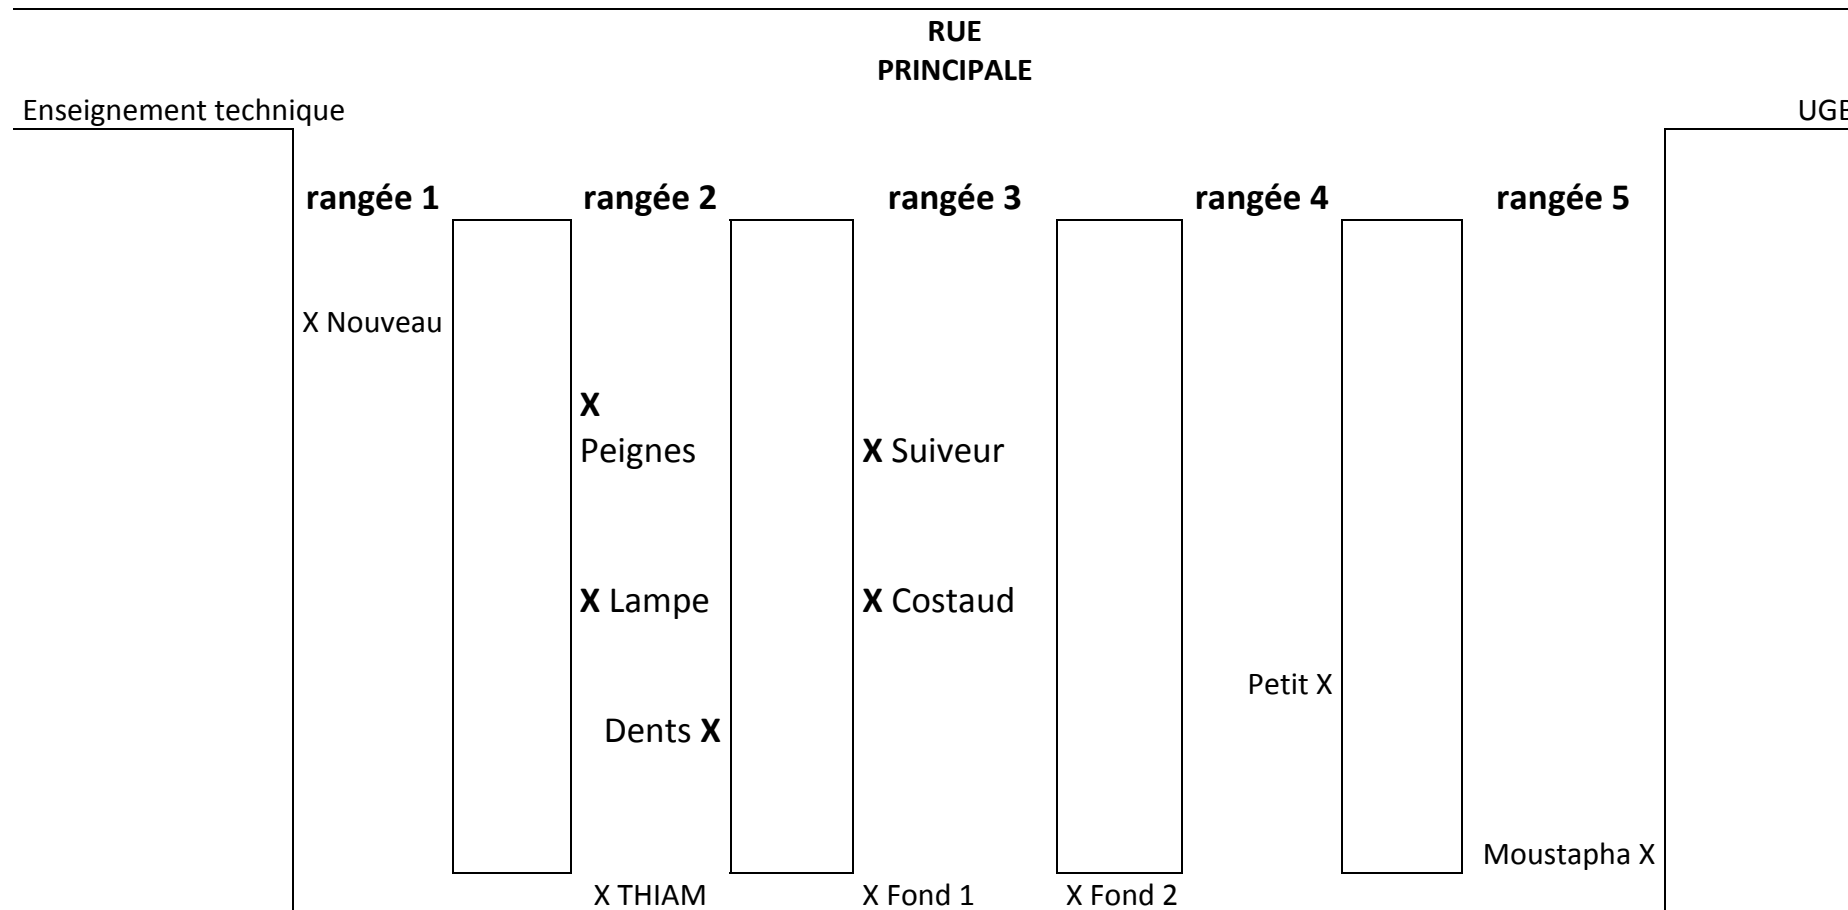 RUE
PRINCIPALE
Enseignement technique UGB
rangée 1 rangée 2 rangée 3 rangée 4 rangée 5
X Nouveau
X
Peignes X Suiveur
X Lampe X Costaud
Petit X
Dents X
Moustapha X
X THIAM X Fond 1 X Fond 2